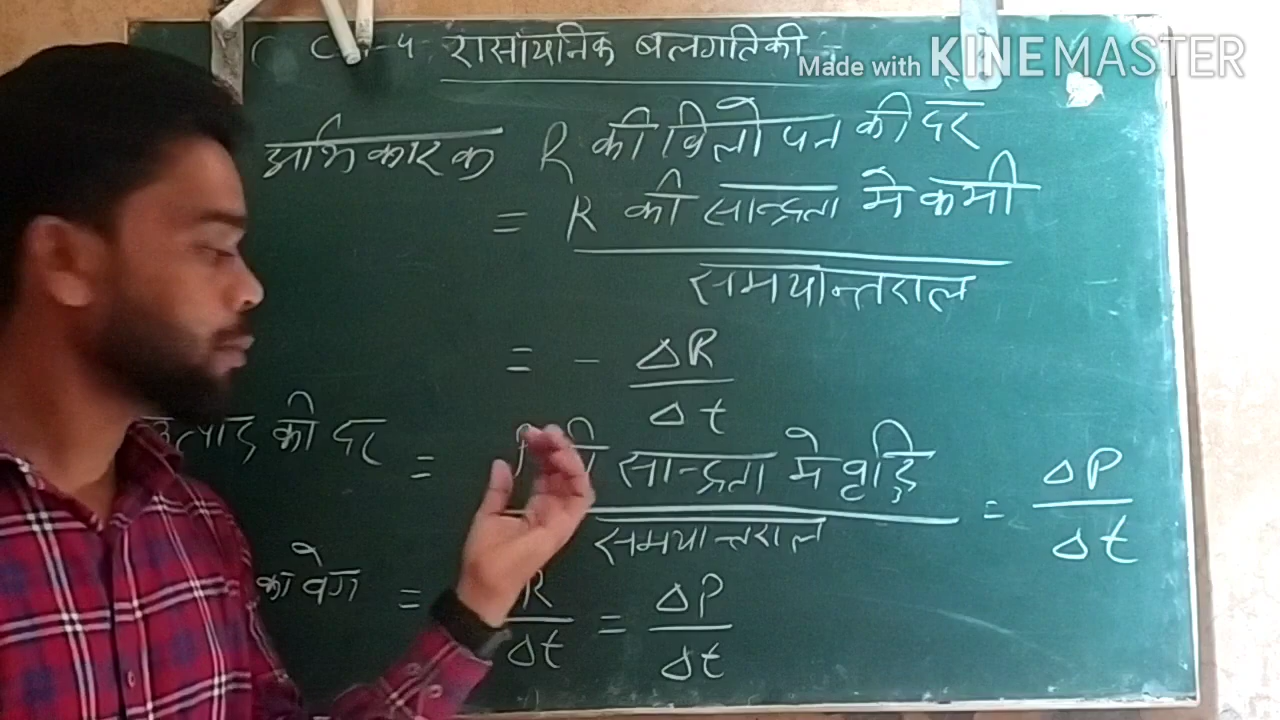 रासायनिक बलगतिकी
Made with KINEMASTER
अभिकारक R की विलोपन की दर
= R की सान्द्रता मे कमी
समयान्तराल
= - ΔR
Δt
उत्पाद की दर = की सान्द्रता मे वृद्धि = ΔP
समयान्तराल Δt
का वेग = R = ΔP
Δt Δt